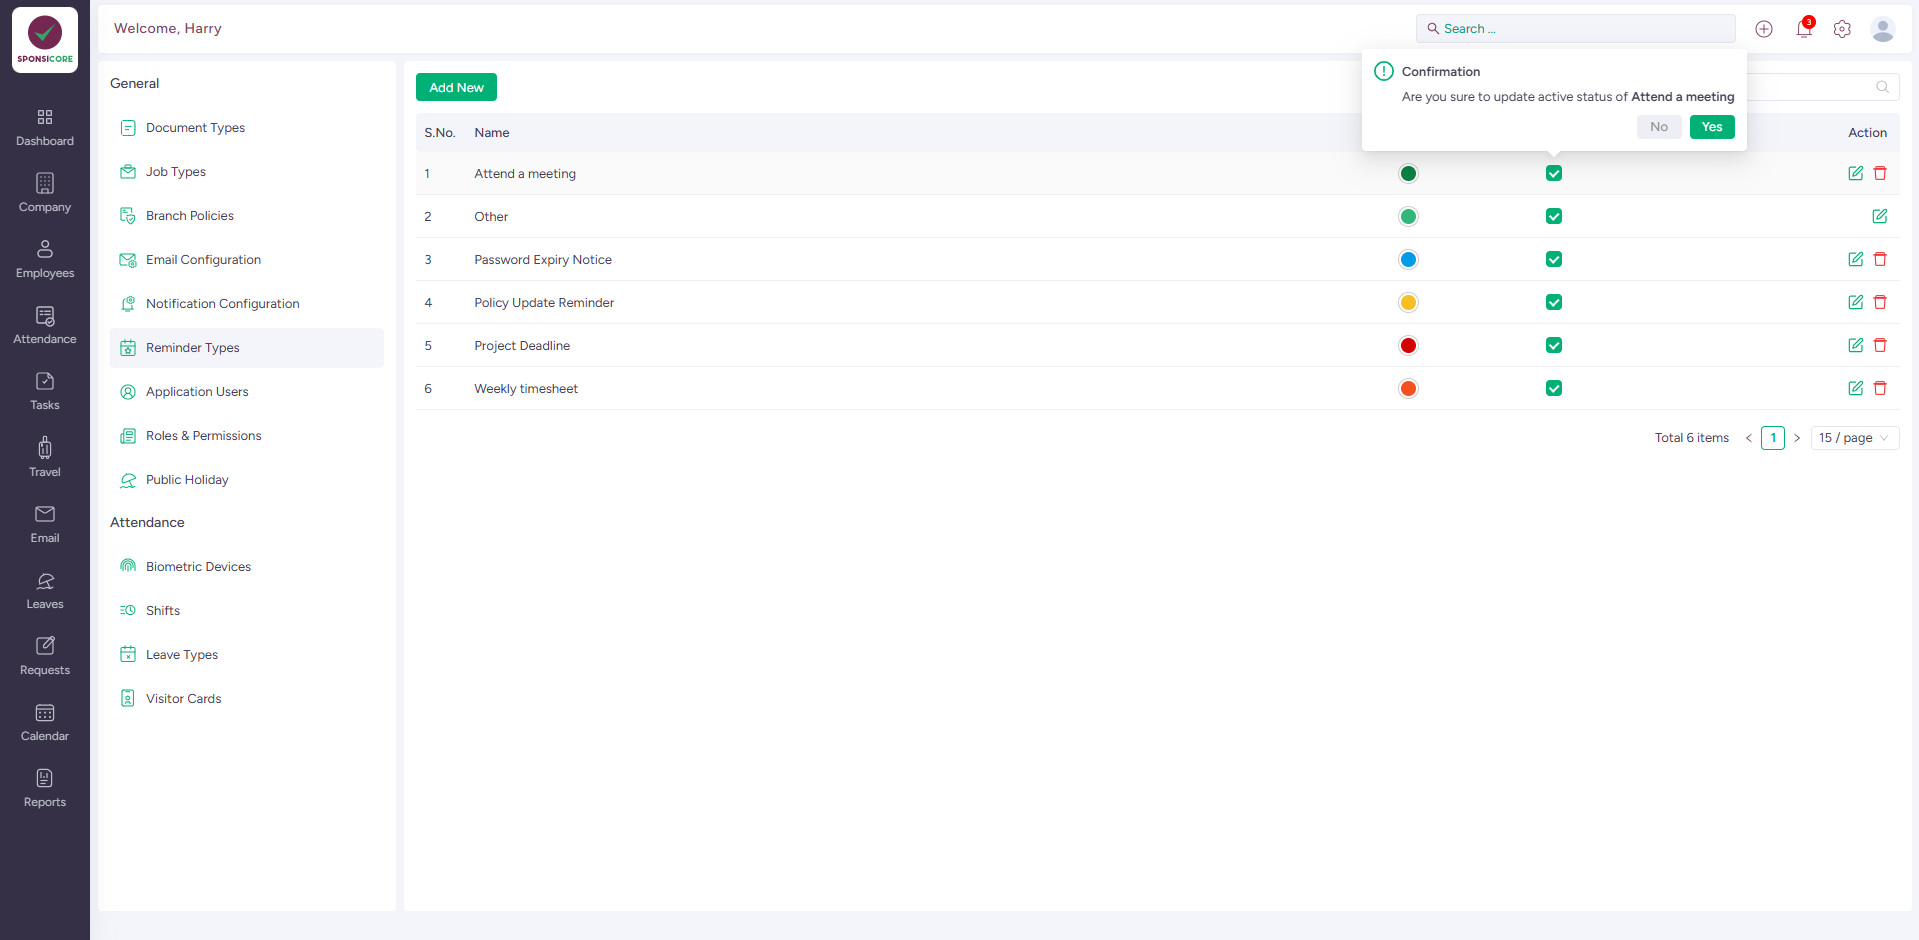 SPONSICORE
Dashboard
Company
Employees
Attendance
Tasks
Travel
Email
Leaves
Requests
Calendar
Reports
Welcome, Harry
Search ...
3
General
Document Types
Job Types
Branch Policies
Email Configuration
Notification Configuration
Reminder Types
Application Users
Roles & Permissions
Public Holiday
Attendance
Biometric Devices
Shifts
Leave Types
Visitor Cards
Add New
Confirmation
Are you sure to update active status of Attend a meeting
No Yes
S.No. Name Action
1 Attend a meeting
2 Other
3 Password Expiry Notice
4 Policy Update Reminder
5 Project Deadline
6 Weekly timesheet
Total 6 items < 1 > 15 / page